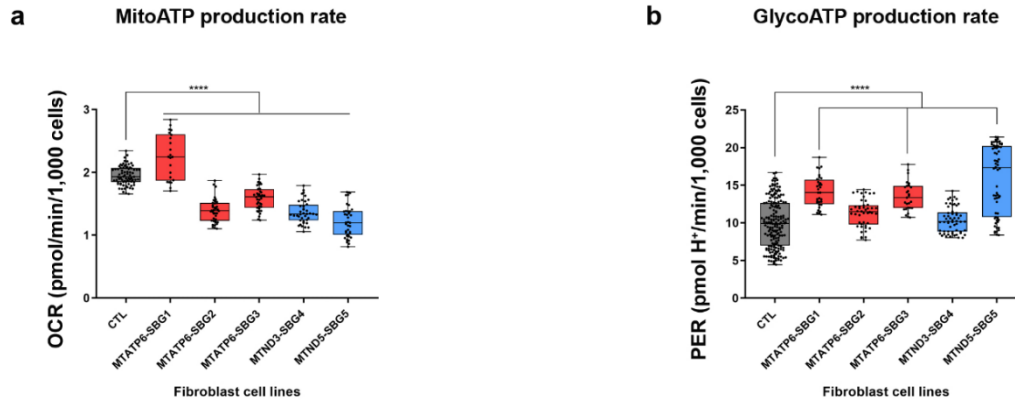 a
MitoATP production rate
OCR (pmol/min/1,000 cells)
3
2
1
0
****
CTL
MTATP6-SBG1
MTATP6-SBG2
MTATP6-SBG3
MTND3-SBG4
MTND5-SBG5
Fibroblast cell lines
b
GlycoATP production rate
PER (pmol H⁺/min/1,000 cells)
25
20
15
10
5
0
****
CTL
MTATP6-SBG1
MTATP6-SBG2
MTATP6-SBG3
MTND3-SBG4
MTND5-SBG5
Fibroblast cell lines